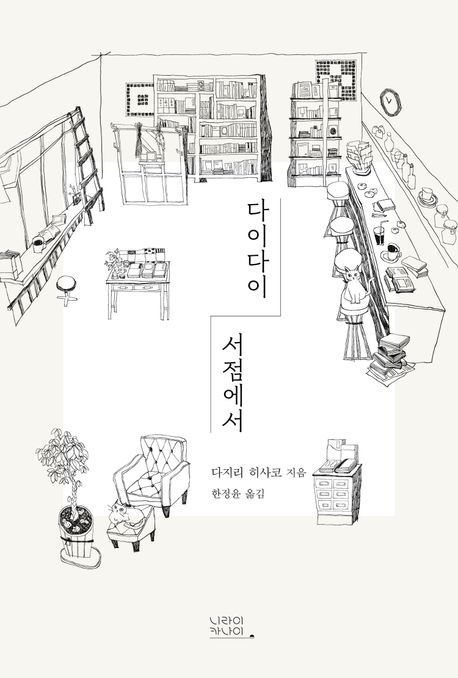 다이다이
서점에서
다지리 히사코 지음
한정윤 옮김
니라이
카나이